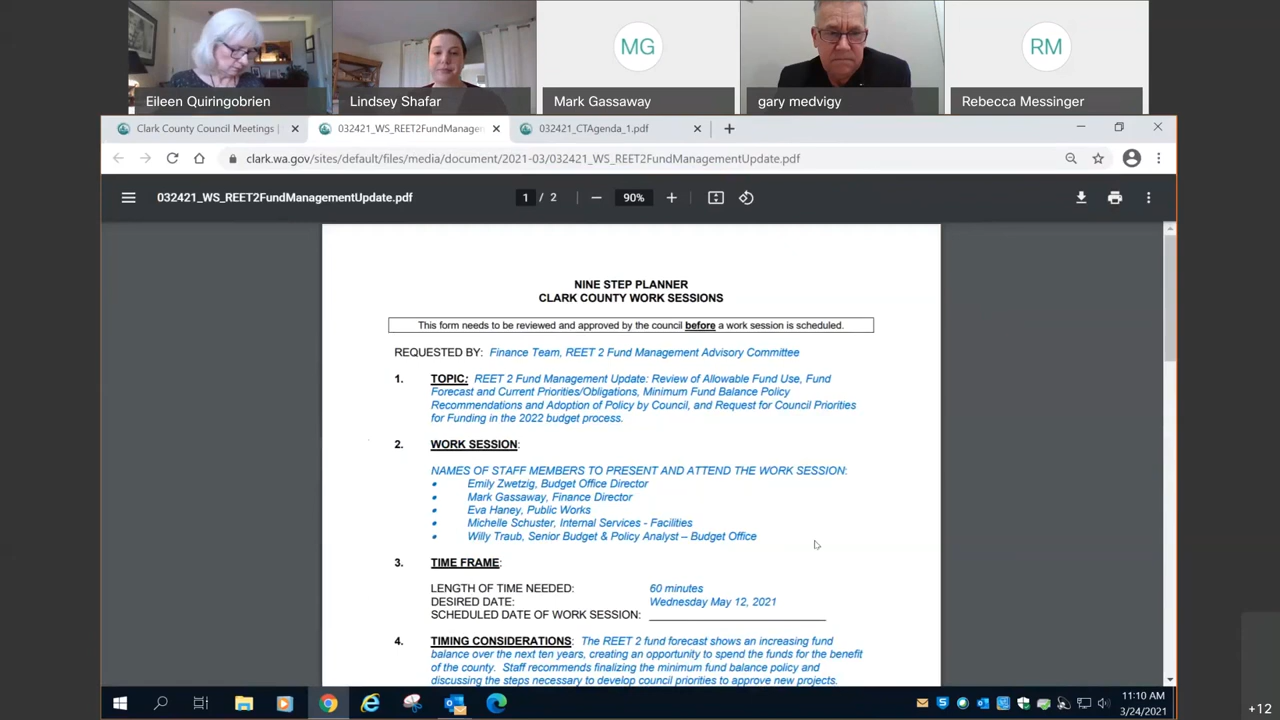 MG
RM
Eileen Quiringobrien
Lindsey Shafar
Mark Gassaway
gary medvigy
Rebecca Messinger
Clark County Council Meetings |
032421_WS_REET2FundManagem
032421_CTAgenda_1.pdf
clark.wa.gov/sites/default/files/media/document/2021-03/032421_WS_REET2FundManagementUpdate.pdf
032421_WS_REET2FundManagementUpdate.pdf
1 / 2
90%
NINE STEP PLANNER
CLARK COUNTY WORK SESSIONS
This form needs to be reviewed and approved by the council before a work session is scheduled.
REQUESTED BY: Finance Team, REET 2 Fund Management Advisory Committee
1. TOPIC: REET 2 Fund Management Update: Review of Allowable Fund Use, Fund
Forecast and Current Priorities/Obligations, Minimum Fund Balance Policy
Recommendations and Adoption of Policy by Council, and Request for Council Priorities
for Funding in the 2022 budget process.
2. WORK SESSION:
NAMES OF STAFF MEMBERS TO PRESENT AND ATTEND THE WORK SESSION:
• Emily Zwetzig, Budget Office Director
• Mark Gassaway, Finance Director
• Eva Haney, Public Works
• Michelle Schuster, Internal Services - Facilities
• Willy Traub, Senior Budget & Policy Analyst – Budget Office
3. TIME FRAME:
LENGTH OF TIME NEEDED: 60 minutes
DESIRED DATE: Wednesday May 12, 2021
SCHEDULED DATE OF WORK SESSION:
4. TIMING CONSIDERATIONS: The REET 2 fund forecast shows an increasing fund
balance over the next ten years, creating an opportunity to spend the funds for the benefit
of the county. Staff recommends finalizing the minimum fund balance policy and
discussing the steps necessary to develop council priorities to approve new projects.
11:10 AM
3/24/2021
+12